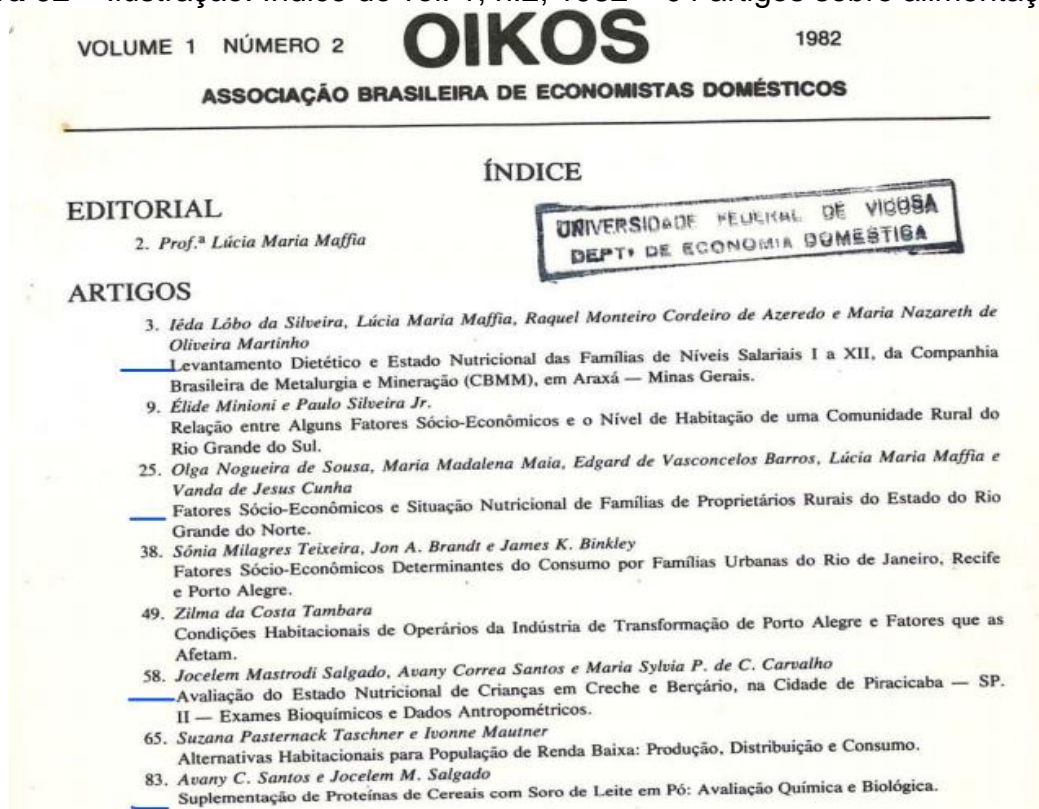 Ilustração: Índice do vol. 1, n.2, 1982
artigos sobre alimentaç
VOLUME 1 NÚMERO 2 OIKOS 1982
ASSOCIAÇÃO BRASILEIRA DE ECONOMISTAS DOMÉSTICOS
ÍNDICE
EDITORIAL
2. Prof.ª Lúcia Maria Maffia
UNIVERSIDADE FEDERAL DE VIÇOSA
DEPTº DE ECONOMIA DOMÉSTICA
ARTIGOS
3. Iêda Lôbo da Silveira, Lúcia Maria Maffia, Raquel Monteiro Cordeiro de Azeredo e Maria Nazareth de
Oliveira Martinho
Levantamento Dietético e Estado Nutricional das Famílias de Níveis Salariais I a XII, da Companhia
Brasileira de Metalurgia e Mineração (CBMM), em Araxá — Minas Gerais.
9. Élide Minioni e Paulo Silveira Jr.
Relação entre Alguns Fatores Sócio-Econômicos e o Nível de Habitação de uma Comunidade Rural do
Rio Grande do Sul.
25. Olga Nogueira de Sousa, Maria Madalena Maia, Edgard de Vasconcelos Barros, Lúcia Maria Maffia e
Vanda de Jesus Cunha
Fatores Sócio-Econômicos e Situação Nutricional de Famílias de Proprietários Rurais do Estado do Rio
Grande do Norte.
38. Sônia Milagres Teixeira, Jon A. Brandt e James K. Binkley
Fatores Sócio-Econômicos Determinantes do Consumo por Famílias Urbanas do Rio de Janeiro, Recife
e Porto Alegre.
49. Zilma da Costa Tambara
Condições Habitacionais de Operários da Indústria de Transformação de Porto Alegre e Fatores que as
Afetam.
58. Jocelem Mastrodi Salgado, Avany Correa Santos e Maria Sylvia P. de C. Carvalho
Avaliação do Estado Nutricional de Crianças em Creche e Berçário, na Cidade de Piracicaba — SP.
II — Exames Bioquímicos e Dados Antropométricos.
65. Suzana Pasternack Taschner e Ivonne Mautner
Alternativas Habitacionais para População de Renda Baixa: Produção, Distribuição e Consumo.
83. Avany C. Santos e Jocelem M. Salgado
Suplementação de Proteínas de Cereais com Soro de Leite em Pó: Avaliação Química e Biológica.